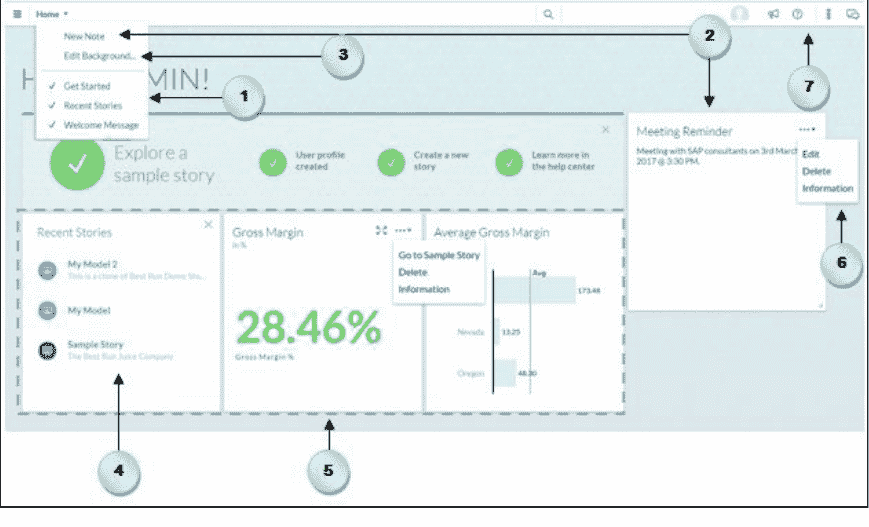 Home
New Note
Edit Background...
Get Started
Recent Stories
Welcome Message
H
MIN!
2
3
1
7
Explore a
sample story
User profile
created
Create a new
story
Learn more in
the help center
Meeting Reminder
Meeting with SAP consultants on 3rd March
2017 @ 3:30 PM.
Edit
Delete
Information
6
Recent Stories
My Model 2
This is a clone of Best Run Demo Sto...
My Model
Sample Story
The Best Run Juice Company
Gross Margin
in %
28.46%
Gross Margin %
Go to Sample Story
Delete
Information
Average Gross Margin
Avg
173.48
Nevada
13.25
Oregon
48.30
4
5